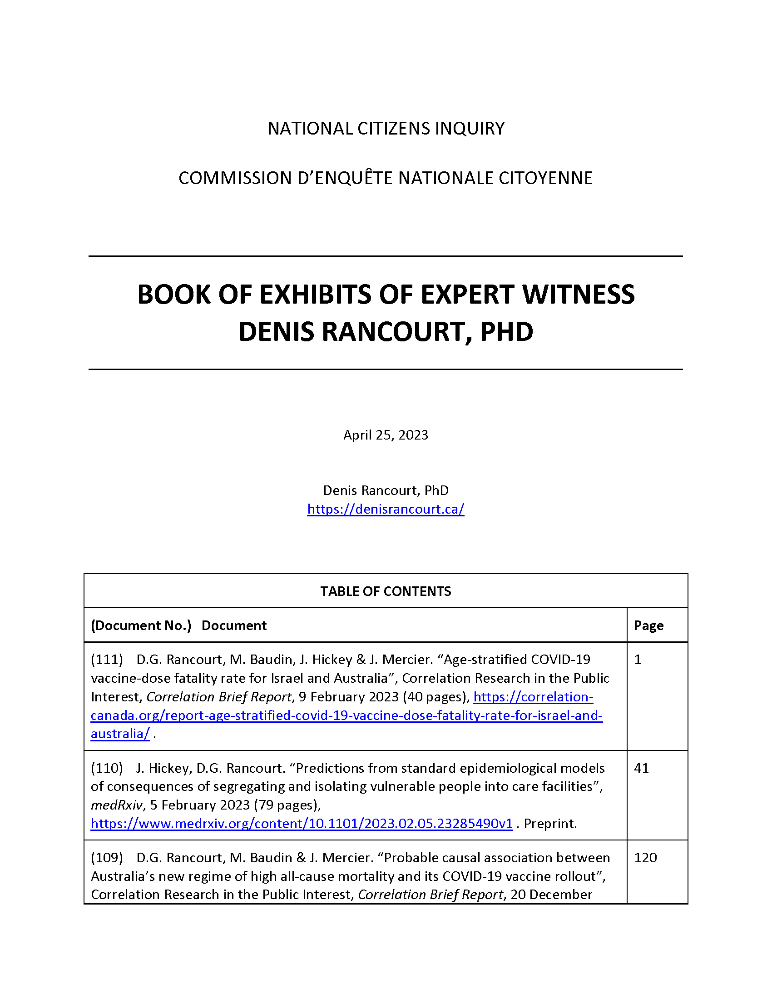 NATIONAL CITIZENS INQUIRY
COMMISSION D’ENQUÊTE NATIONALE CITOYENNE
BOOK OF EXHIBITS OF EXPERT WITNESS
DENIS RANCOURT, PHD
April 25, 2023
Denis Rancourt, PhD
https://denisrancourt.ca/
TABLE OF CONTENTS
(Document No.) Document Page
(111) D.G. Rancourt, M. Baudin, J. Hickey & J. Mercier. “Age-stratified COVID-19 1
vaccine-dose fatality rate for Israel and Australia”, Correlation Research in the Public
Interest, Correlation Brief Report, 9 February 2023 (40 pages), https://correlation-
canada.org/report-age-stratified-covid-19-vaccine-dose-fatality-rate-for-israel-and-
australia/ .
(110) J. Hickey, D.G. Rancourt. “Predictions from standard epidemiological models 41
of consequences of segregating and isolating vulnerable people into care facilities”,
medRxiv, 5 February 2023 (79 pages),
https://www.medrxiv.org/content/10.1101/2023.02.05.23285490v1 . Preprint.
(109) D.G. Rancourt, M. Baudin & J. Mercier. “Probable causal association between 120
Australia’s new regime of high all-cause mortality and its COVID-19 vaccine rollout”,
Correlation Research in the Public Interest, Correlation Brief Report, 20 December